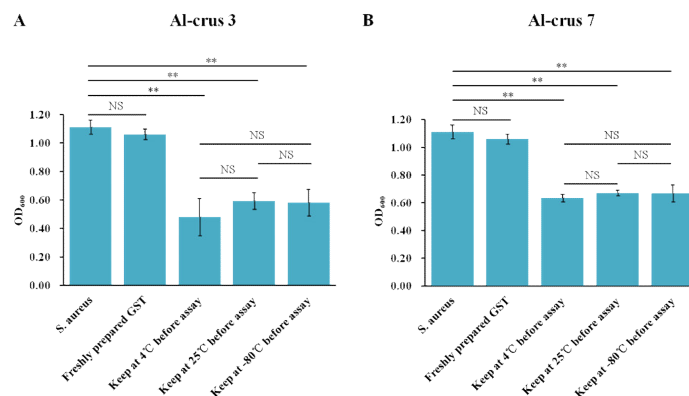 A
Al-crus 3
**
**
**
NS
NS
NS
NS
1.20
1.00
0.80
0.60
0.40
0.20
0.00
OD600
S. aureus
Freshly prepared GST
Keep at 4℃ before assay
Keep at 25℃ before assay
Keep at -80℃ before assay
B
Al-crus 7
**
**
**
NS
NS
NS
NS
1.20
1.00
0.80
0.60
0.40
0.20
0.00
OD600
S. aureus
Freshly prepared GST
Keep at 4℃ before assay
Keep at 25℃ before assay
Keep at -80℃ before assay